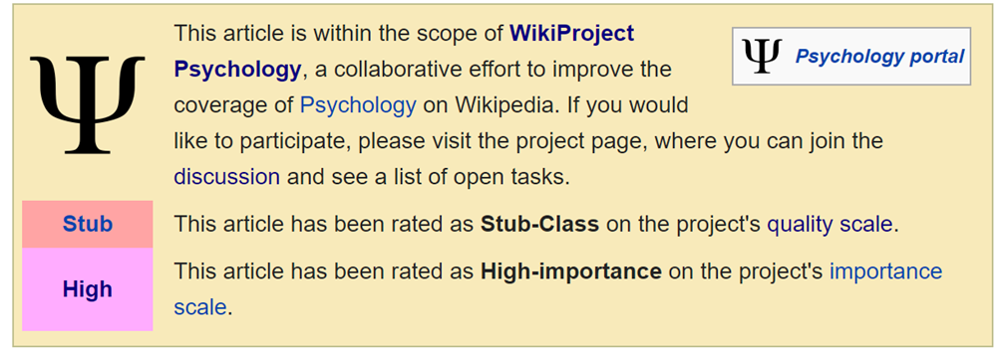 Ψ
This article is within the scope of WikiProject
Psychology, a collaborative effort to improve the
coverage of Psychology on Wikipedia. If you would
like to participate, please visit the project page, where you can join the
discussion and see a list of open tasks.
Ψ Psychology portal
Stub
This article has been rated as Stub-Class on the project's quality scale.
High
This article has been rated as High-importance on the project's importance
scale.